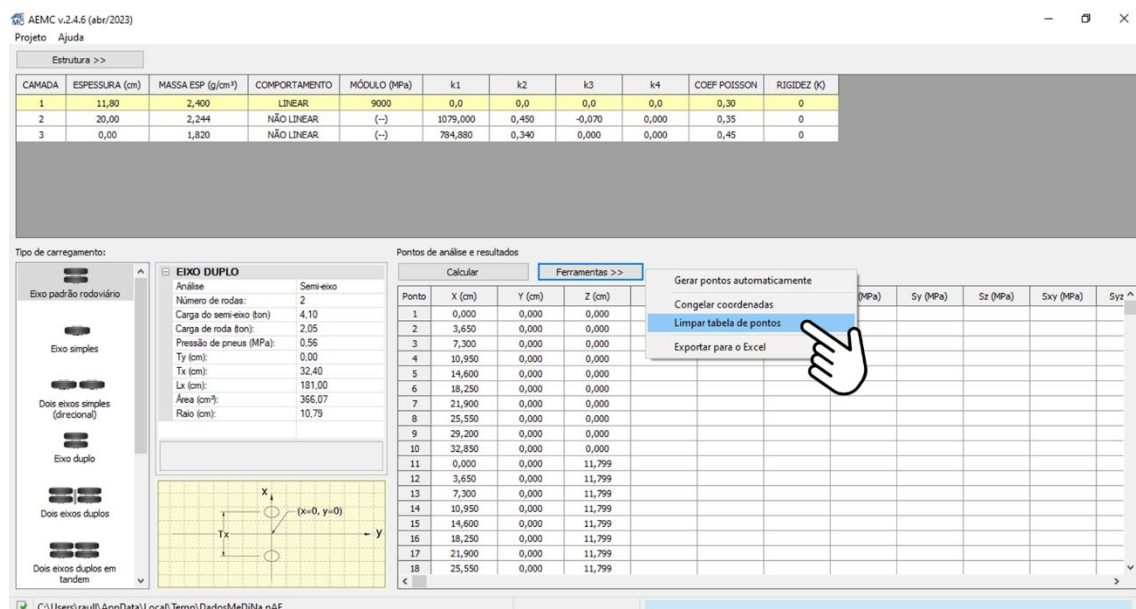 AEMC v.2.4.6 (abr/2023)
Projeto Ajuda
Estrutura >>
CAMADA ESPESSURA (cm) MASSA ESP (g/cm³) COMPORTAMENTO MÓDULO (MPa) k1 k2 k3 k4 COEF POISSON RIGIDEZ (K)
1 11,80 2,400 LINEAR 9000 0,0 0,0 0,0 0,0 0,30 0
2 20,00 2,244 NÃO LINEAR (--) 1079,000 0,450 -0,070 0,000 0,35 0
3 0,00 1,820 NÃO LINEAR (--) 784,880 0,340 0,000 0,000 0,45 0
Tipo de carregamento:
Eixo padrão rodoviário
Eixo simples
Dois eixos simples
(direcional)
Eixo duplo
Dois eixos duplos
Dois eixos duplos em
tandem
EIXO DUPLO
Análise Semi-eixo
Número de rodas: 2
Carga do semi-eixo (ton) 4,10
Carga de roda (ton): 2,05
Pressão de pneus (MPa): 0,56
Ty (cm): 0,00
Tx (cm): 32,40
Lx (cm): 181,00
Área (cm²): 366,07
Raio (cm): 10,79
X
(x=0, y=0)
Tx
y
Pontos de análise e resultados
Calcular Ferramentas >>
Gerar pontos automaticamente
Congelar coordenadas
Limpar tabela de pontos
Exportar para o Excel
Ponto X (cm) Y (cm) Z (cm) (MPa) Sy (MPa) Sz (MPa) Sxy (MPa) Syz
1 0,000 0,000 0,000
2 3,650 0,000 0,000
3 7,300 0,000 0,000
4 10,950 0,000 0,000
5 14,600 0,000 0,000
6 18,250 0,000 0,000
7 21,900 0,000 0,000
8 25,550 0,000 0,000
9 29,200 0,000 0,000
10 32,850 0,000 0,000
11 0,000 0,000 11,799
12 3,650 0,000 11,799
13 7,300 0,000 11,799
14 10,950 0,000 11,799
15 14,600 0,000 11,799
16 18,250 0,000 11,799
17 21,900 0,000 11,799
18 25,550 0,000 11,799
C:\Users\raull\AppData\Local\Temp\DadosMeDiNa.pAE